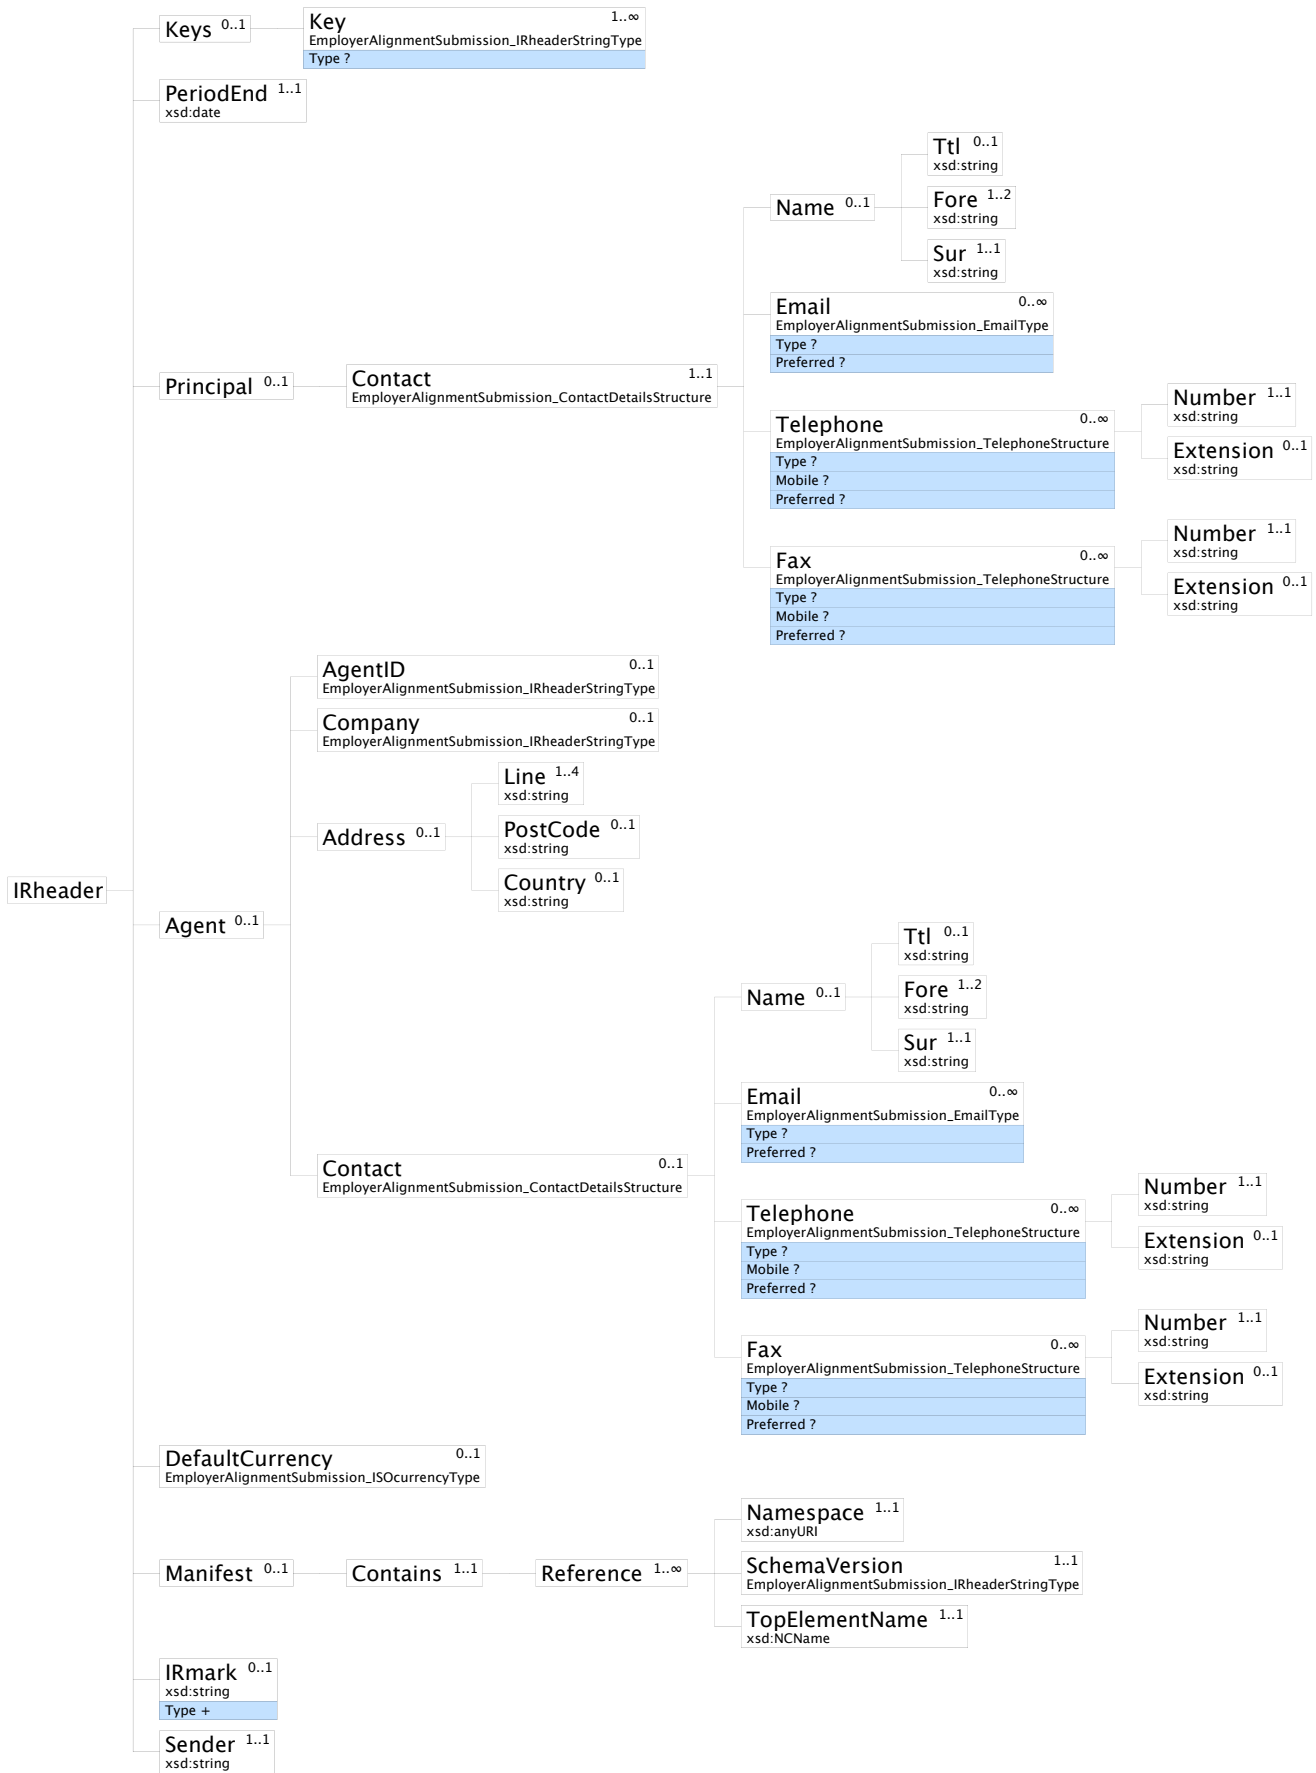 Keys 0..1
Key 1..∞
EmployerAlignmentSubmission_IRheaderStringType
Type ?
PeriodEnd 1..1
xsd:date
Ttl 0..1
xsd:string
Name 0..1
Fore 1..2
xsd:string
Sur 1..1
xsd:string
Email 0..∞
EmployerAlignmentSubmission_EmailType
Type ?
Preferred ?
Principal 0..1
Contact 1..1
EmployerAlignmentSubmission_ContactDetailsStructure
Telephone 0..∞
EmployerAlignmentSubmission_TelephoneStructure
Type ?
Mobile ?
Preferred ?
Number 1..1
xsd:string
Extension 0..1
xsd:string
Fax 0..∞
EmployerAlignmentSubmission_TelephoneStructure
Type ?
Mobile ?
Preferred ?
Number 1..1
xsd:string
Extension 0..1
xsd:string
AgentID 0..1
EmployerAlignmentSubmission_IRheaderStringType
Company 0..1
EmployerAlignmentSubmission_IRheaderStringType
Line 1..4
xsd:string
Address 0..1
PostCode 0..1
xsd:string
Country 0..1
xsd:string
IRheader
Agent 0..1
Ttl 0..1
xsd:string
Name 0..1
Fore 1..2
xsd:string
Sur 1..1
xsd:string
Email 0..∞
EmployerAlignmentSubmission_EmailType
Type ?
Preferred ?
Contact 0..1
EmployerAlignmentSubmission_ContactDetailsStructure
Telephone 0..∞
EmployerAlignmentSubmission_TelephoneStructure
Type ?
Mobile ?
Preferred ?
Number 1..1
xsd:string
Extension 0..1
xsd:string
Fax 0..∞
EmployerAlignmentSubmission_TelephoneStructure
Type ?
Mobile ?
Preferred ?
Number 1..1
xsd:string
Extension 0..1
xsd:string
DefaultCurrency 0..1
EmployerAlignmentSubmission_ISOcurrencyType
Manifest 0..1
Contains 1..1
Reference 1..∞
Namespace 1..1
xsd:anyURI
SchemaVersion 1..1
EmployerAlignmentSubmission_IRheaderStringType
TopElementName 1..1
xsd:NCName
IRmark 0..1
xsd:string
Type +
Sender 1..1
xsd:string